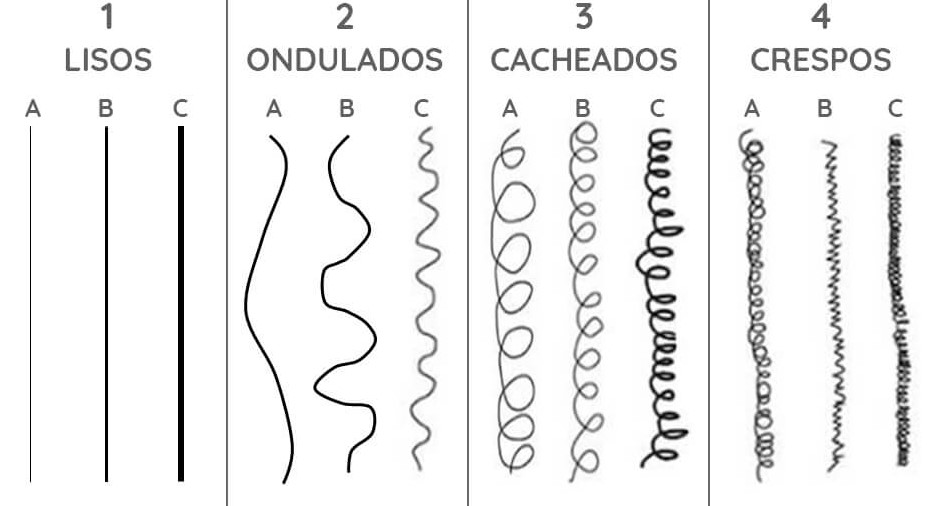 1
LISOS
A B C
2
ONDULADOS
A B C
3
CACHEADOS
A B C
4
CRESPOS
A B C